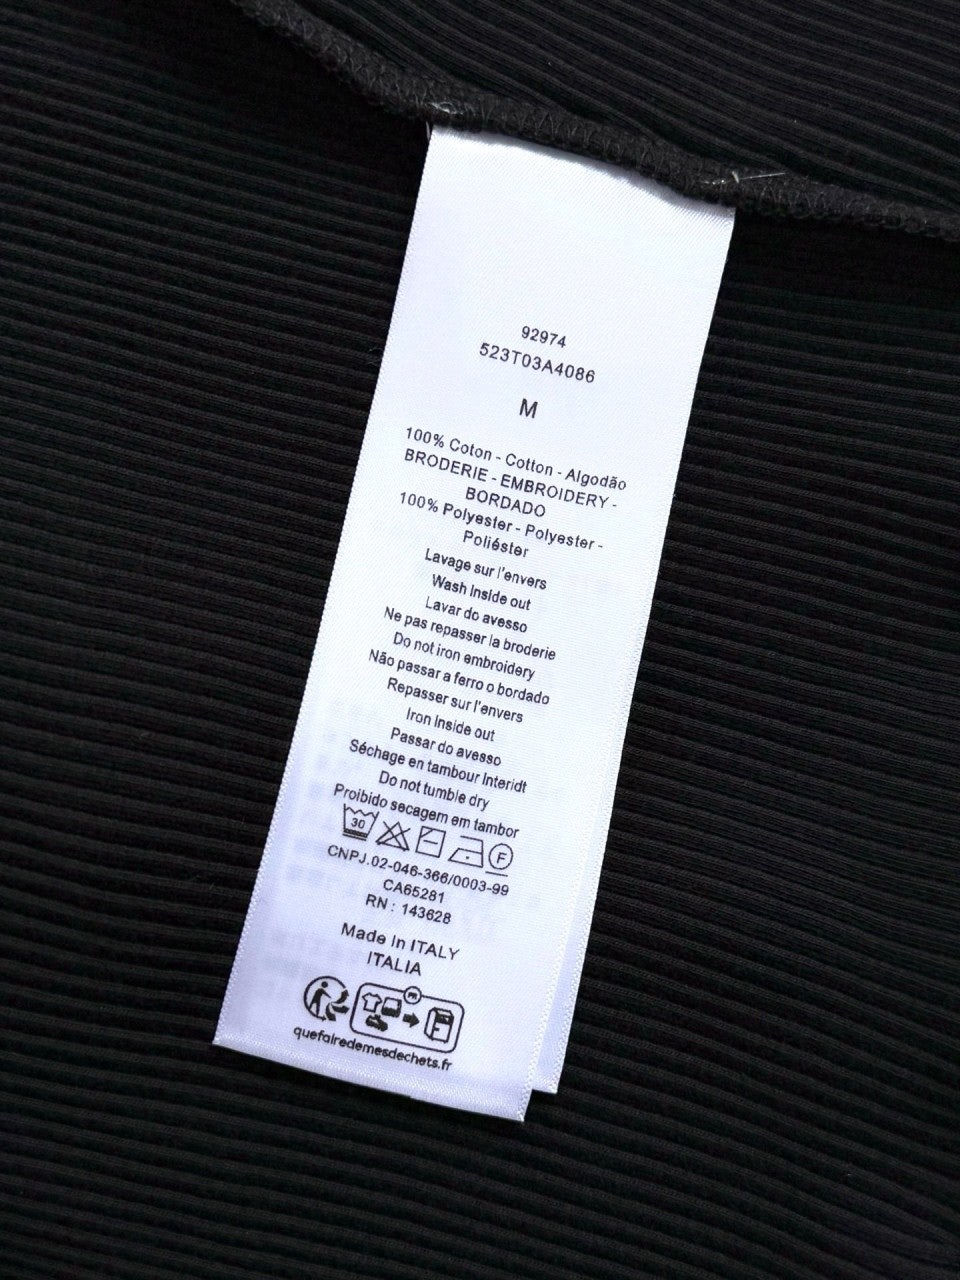 92974
523T03A4086
M
100% Coton - Cotton - Algodão
BRODERIE - EMBROIDERY -
BORDADO
100% Polyester - Polyester -
Poliéster
Lavage sur l'envers
Wash Inside out
Lavar do avesso
Ne pas repasser la broderie
Do not iron embroidery
Não passar a ferro o bordado
Repasser sur l'envers
Iron Inside out
Passar do avesso
Séchage en tambour Interidt
Do not tumble dry
Proibido secagem em tambor
30 F
CNPJ.02-046-366/0003-99
CA65281
RN : 143628
Made In ITALY
ITALIA
FR
quefairedemesdechets.fr